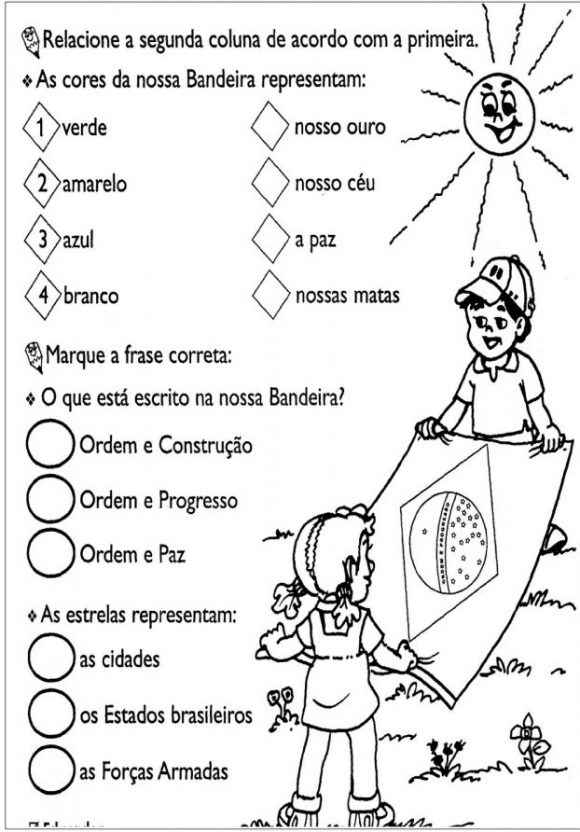 Relacione a segunda coluna de acordo com a primeira.
As cores da nossa Bandeira representam:
1 verde nosso ouro
2 amarelo nosso céu
3 azul a paz
4 branco nossas matas
Marque a frase correta:
O que está escrito na nossa Bandeira?
Ordem e Construção
Ordem e Progresso
Ordem e Paz
ORDEM E PROGRESSO
As estrelas representam:
as cidades
os Estados brasileiros
as Forças Armadas